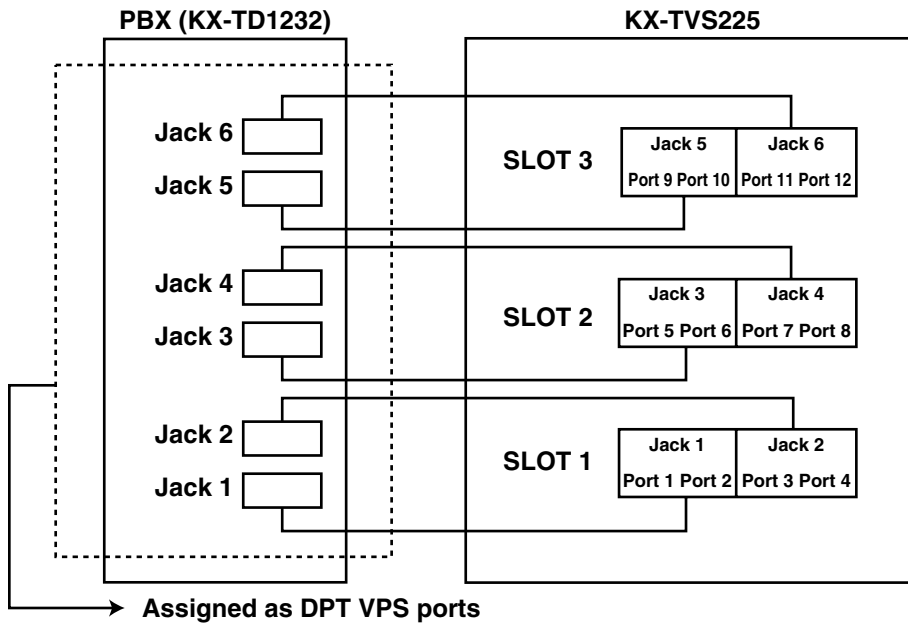 PBX (KX-TD1232)
KX-TVS225
Jack 6
Jack 5
Jack 4
Jack 3
Jack 2
Jack 1
SLOT 3
Jack 5
Jack 6
Port 9 Port 10
Port 11 Port 12
SLOT 2
Jack 3
Jack 4
Port 5 Port 6
Port 7 Port 8
SLOT 1
Jack 1
Jack 2
Port 1 Port 2
Port 3 Port 4
Assigned as DPT VPS ports